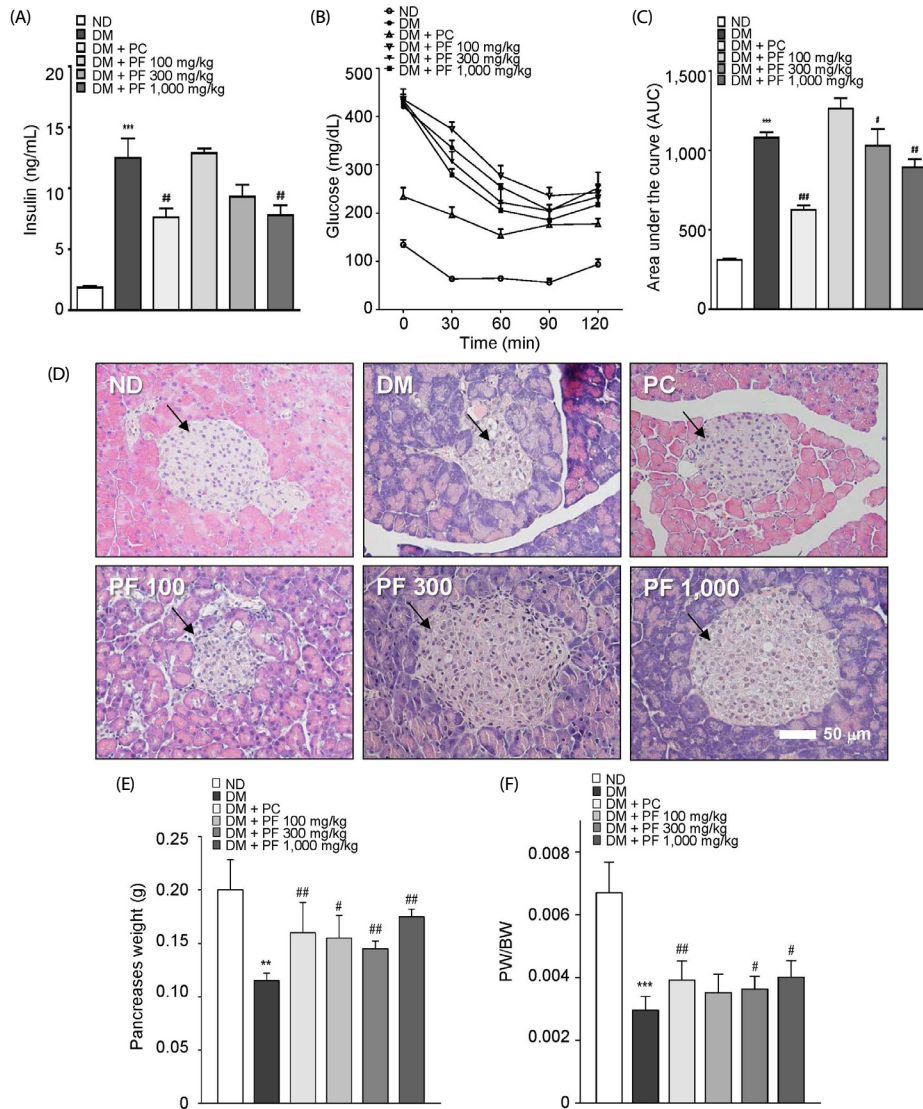 (A)
ND
DM
DM + PC
DM + PF 100 mg/kg
DM + PF 300 mg/kg
DM + PF 1,000 mg/kg
Insulin (ng/mL)
20
15
10
5
0
***
##
##
(B)
ND
DM
DM + PC
DM + PF 100 mg/kg
DM + PF 300 mg/kg
DM + PF 1,000 mg/kg
Glucose (mg/dL)
500
400
300
200
100
0
0 30 60 90 120
Time (min)
(C)
ND
DM
DM + PC
DM + PF 100 mg/kg
DM + PF 300 mg/kg
DM + PF 1,000 mg/kg
Area under the curve (AUC)
1,500
1,000
500
0
***
###
#
##
(D)
ND
DM
PC
PF 100
PF 300
PF 1,000
50 μm
(E)
ND
DM
DM + PC
DM + PF 100 mg/kg
DM + PF 300 mg/kg
DM + PF 1,000 mg/kg
Pancreases weight (g)
0.20
0.15
0.10
0.05
0.00
**
##
#
##
##
(F)
ND
DM
DM + PC
DM + PF 100 mg/kg
DM + PF 300 mg/kg
DM + PF 1,000 mg/kg
PW/BW
0.008
0.006
0.004
0.002
0.000
***
##
#
#